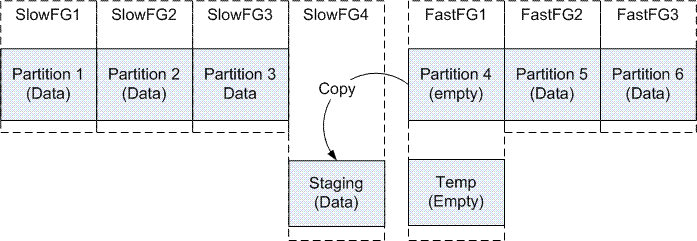 SlowFG1 SlowFG2 SlowFG3 SlowFG4 FastFG1 FastFG2 FastFG3
Partition 1 Partition 2 Partition 3 Partition 4 Partition 5 Partition 6
(Data) (Data) Data (empty) (Data) (Data)
Copy
Staging Temp
(Data) (Empty)